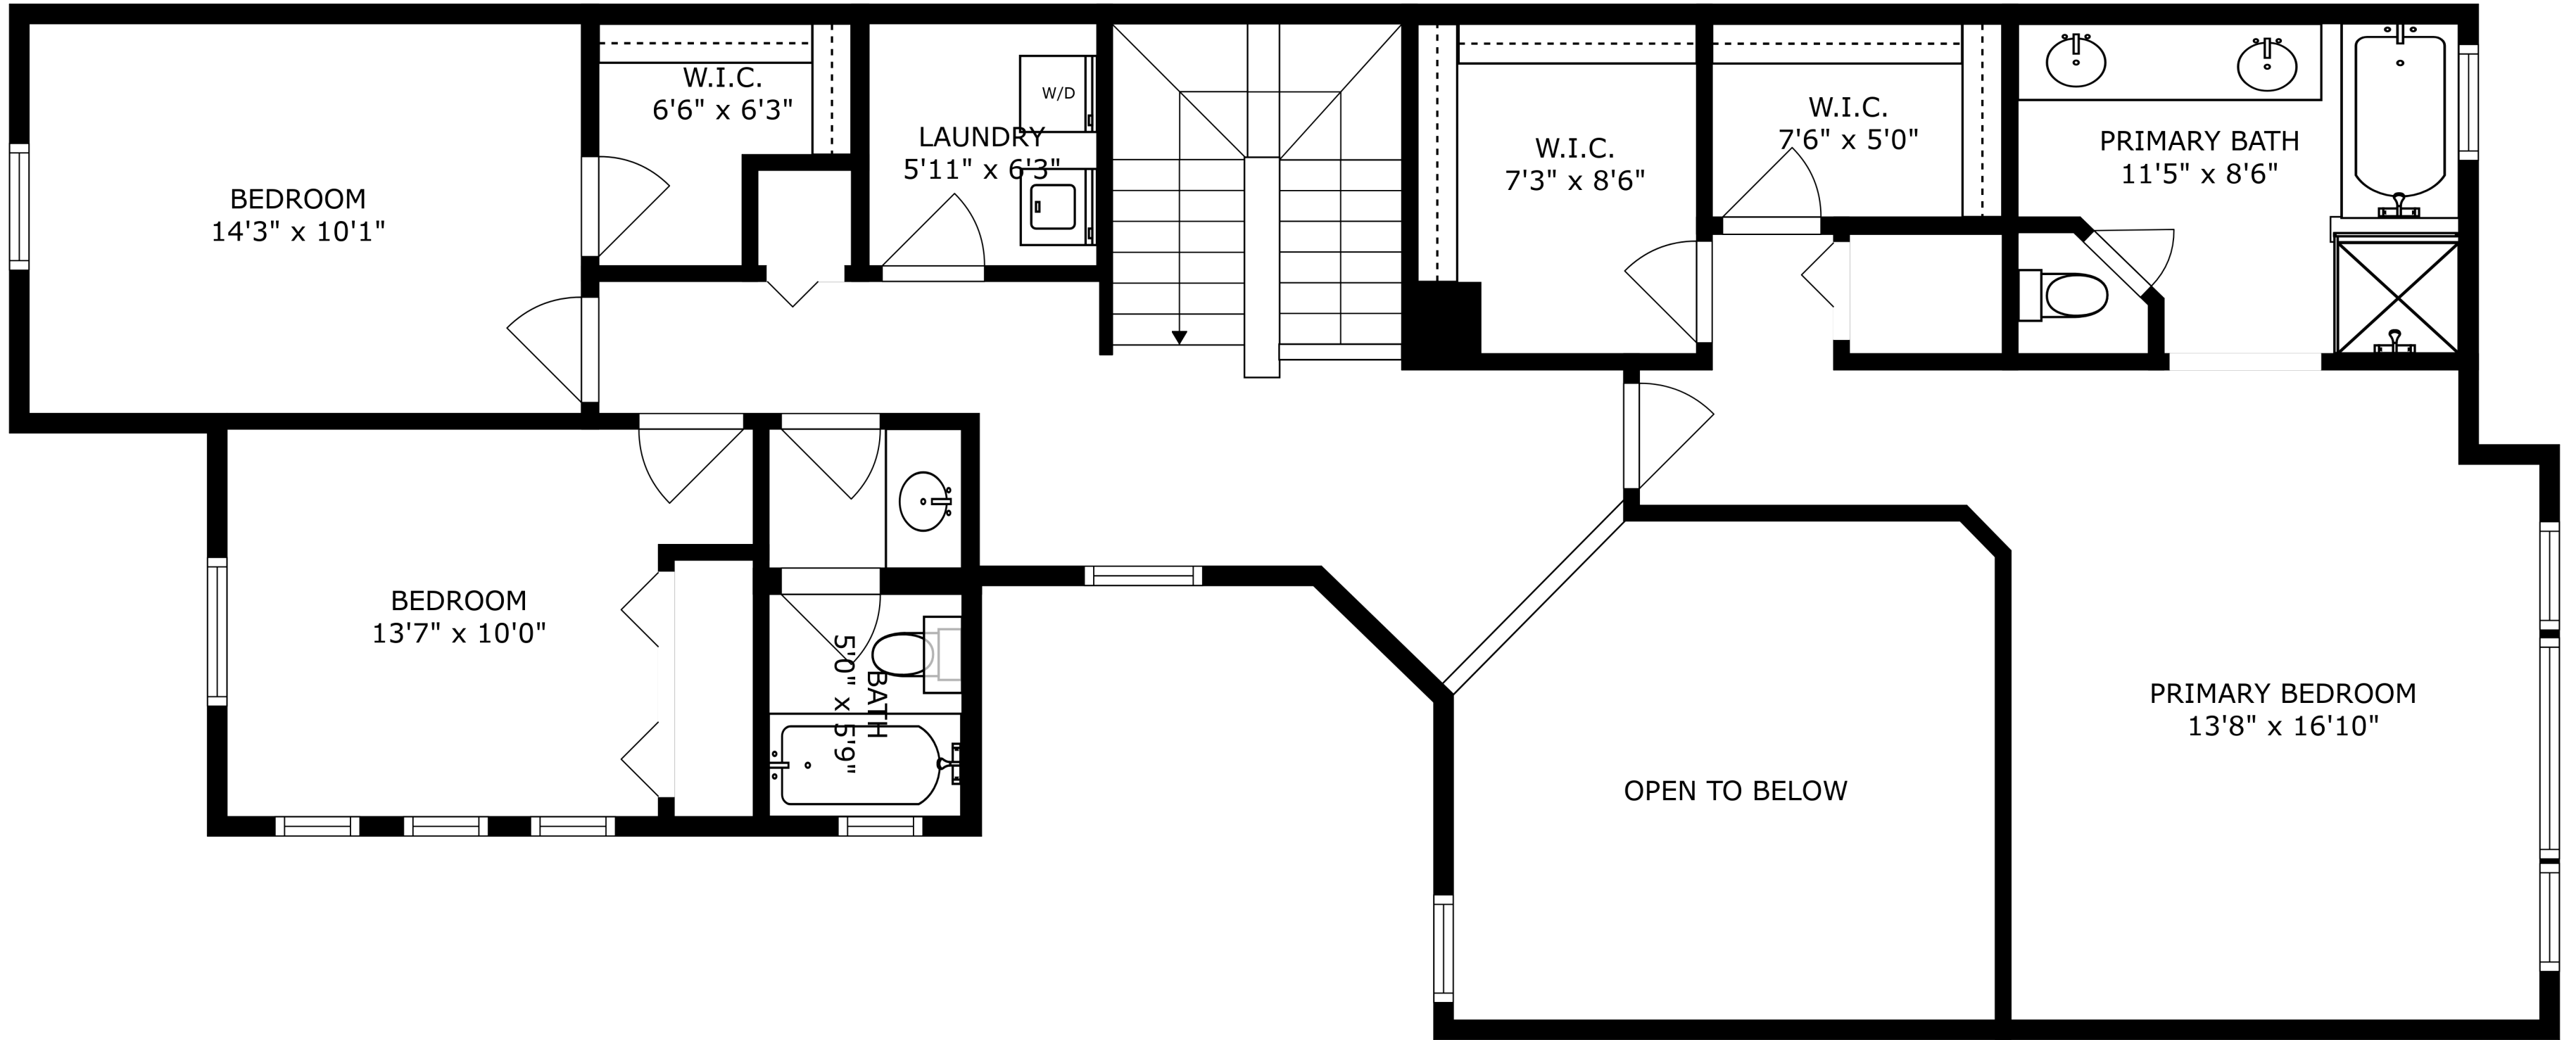 W.I.C.
6'6" x 6'3"
W/D
LAUNDRY
5'11" x 6'3"
W.I.C.
7'3" x 8'6"
W.I.C.
7'6" x 5'0"
PRIMARY BATH
11'5" x 8'6"
BEDROOM
14'3" x 10'1"
BEDROOM
13'7" x 10'0"
BATH
5'0" x 5'9"
OPEN TO BELOW
PRIMARY BEDROOM
13'8" x 16'10"